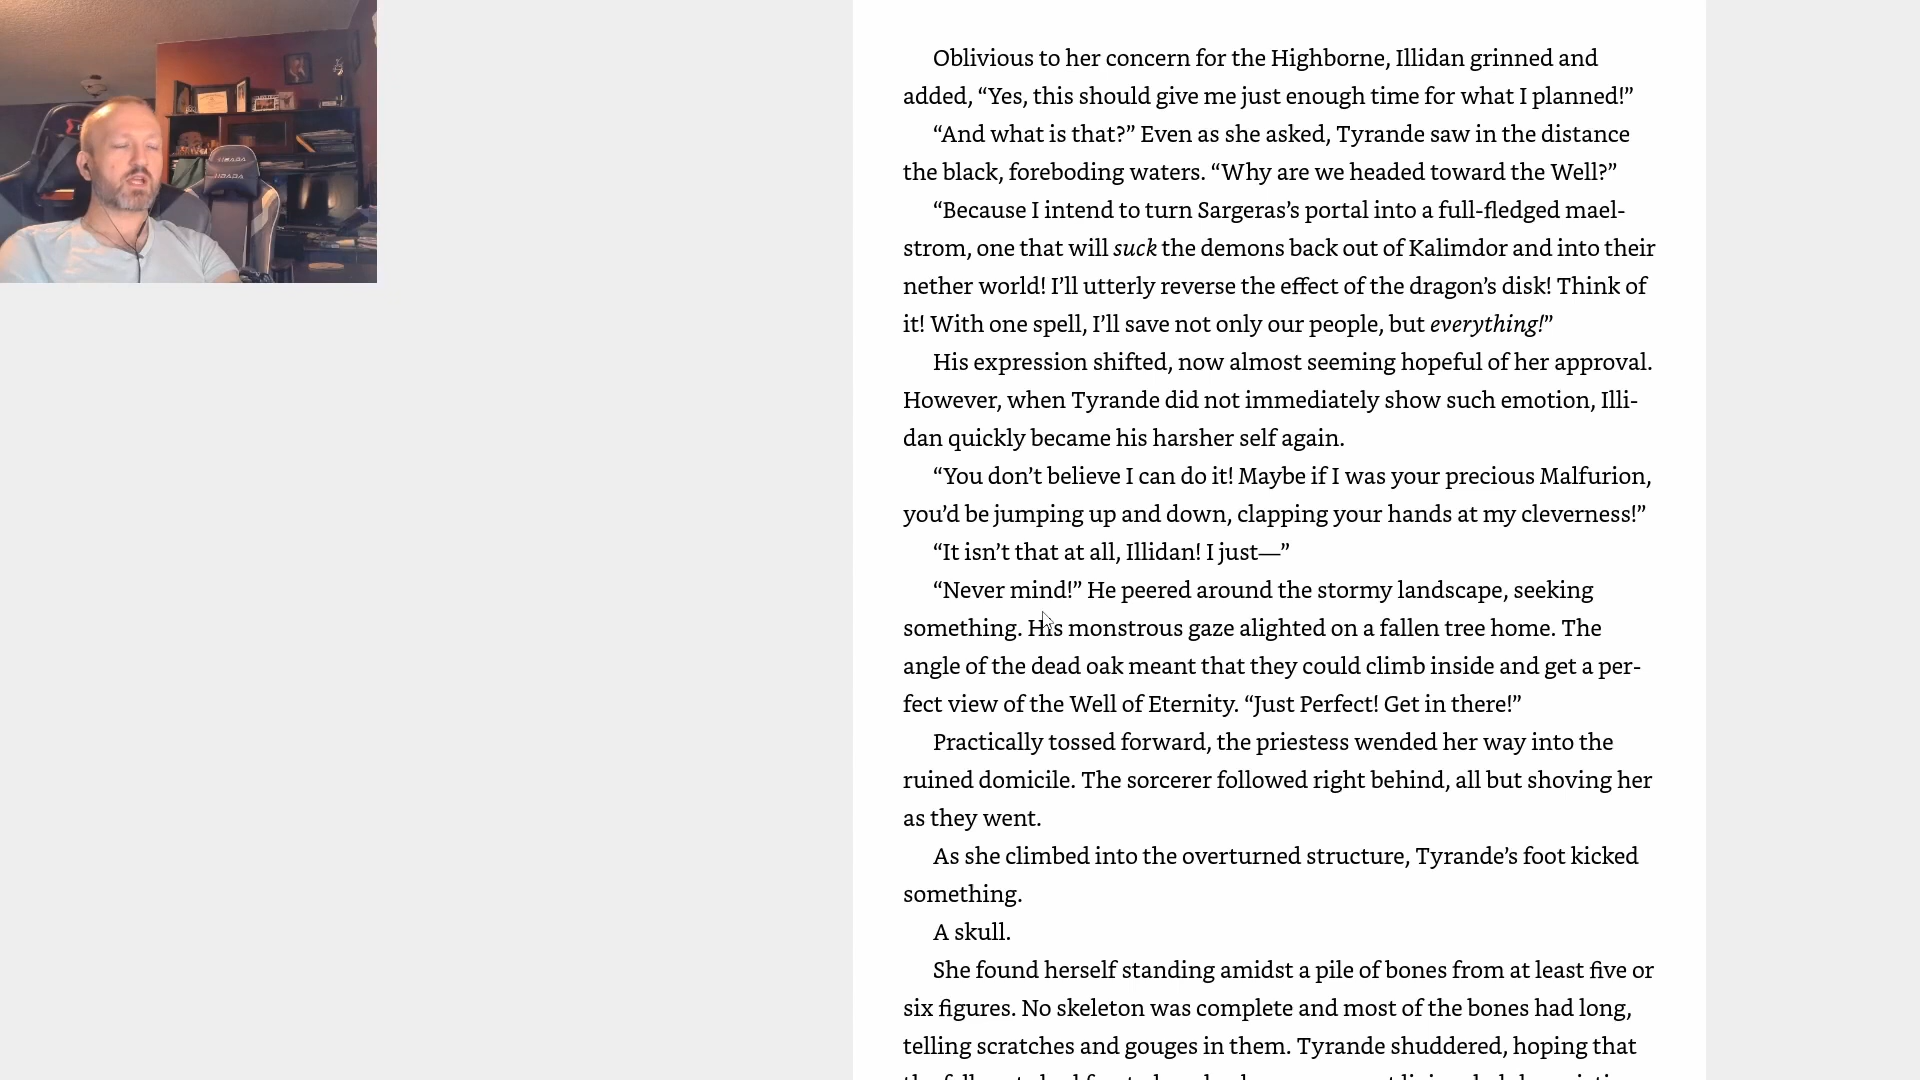 Oblivious to her concern for the Highborne, Illidan grinned and
added, “Yes, this should give me just enough time for what I planned!”
“And what is that?” Even as she asked, Tyrande saw in the distance
the black, foreboding waters. “Why are we headed toward the Well?”
“Because I intend to turn Sargeras’s portal into a full-fledged mael-
strom, one that will suck the demons back out of Kalimdor and into their
nether world! I’ll utterly reverse the effect of the dragon’s disk! Think of
it! With one spell, I’ll save not only our people, but everything!”
His expression shifted, now almost seeming hopeful of her approval.
However, when Tyrande did not immediately show such emotion, Illi-
dan quickly became his harsher self again.
“You don’t believe I can do it! Maybe if I was your precious Malfurion,
you’d be jumping up and down, clapping your hands at my cleverness!”
“It isn’t that at all, Illidan! I just—”
“Never mind!” He peered around the stormy landscape, seeking
something. His monstrous gaze alighted on a fallen tree home. The
angle of the dead oak meant that they could climb inside and get a per-
fect view of the Well of Eternity. “Just Perfect! Get in there!”
Practically tossed forward, the priestess wended her way into the
ruined domicile. The sorcerer followed right behind, all but shoving her
as they went.
As she climbed into the overturned structure, Tyrande’s foot kicked
something.
A skull.
She found herself standing amidst a pile of bones from at least five or
six figures. No skeleton was complete and most of the bones had long,
telling scratches and gouges in them. Tyrande shuddered, hoping that